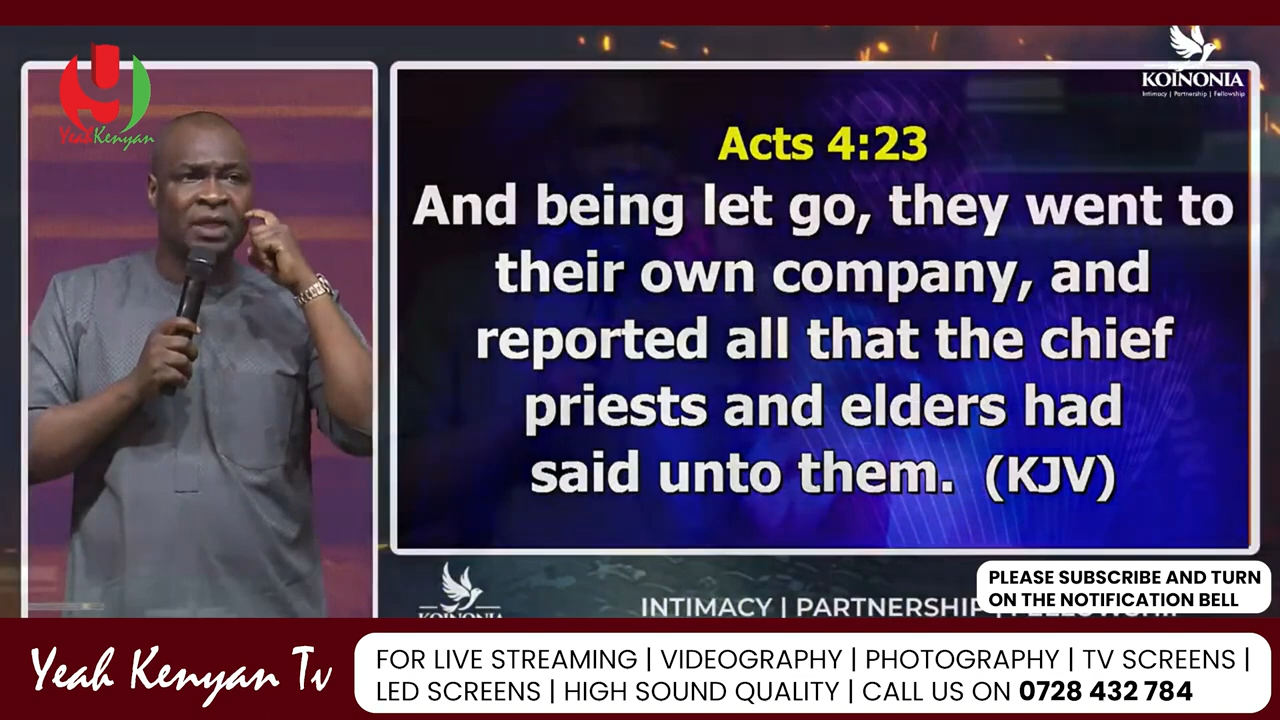 YeahKenyan
KOINONIA
Intimacy | Partnership | Fellowship
Acts 4:23
And being let go, they went to
their own company, and
reported all that the chief
priests and elders had
said unto them. (KJV)
KOINONIA
INTIMACY | PARTNERSHIP |
PLEASE SUBSCRIBE AND TURN
ON THE NOTIFICATION BELL
Yeah Kenyan Tv
FOR LIVE STREAMING | VIDEOGRAPHY | PHOTOGRAPHY | TV SCREENS |
LED SCREENS | HIGH SOUND QUALITY | CALL US ON 0728 432 784